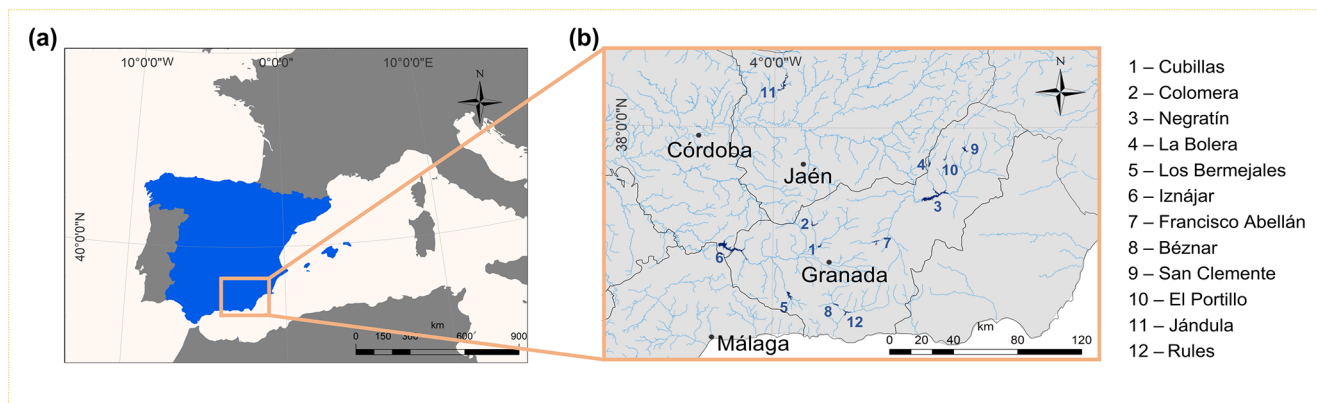 (a)
10°0'0"W
0°0'0"
10°0'0"E
N
40°0'0"N
km
0 150 300 600 900
(b)
4°0'0"W
N
38°0'0"N
11
Córdoba
Jaén
4
10
9
3
2
1
7
6
Granada
5
8
12
Málaga
km
0 20 40 80 120
1 – Cubillas
2 – Colomera
3 – Negratín
4 – La Bolera
5 – Los Bermejales
6 – Iznájar
7 – Francisco Abellán
8 – Béznar
9 – San Clemente
10 – El Portillo
11 – Jándula
12 – Rules